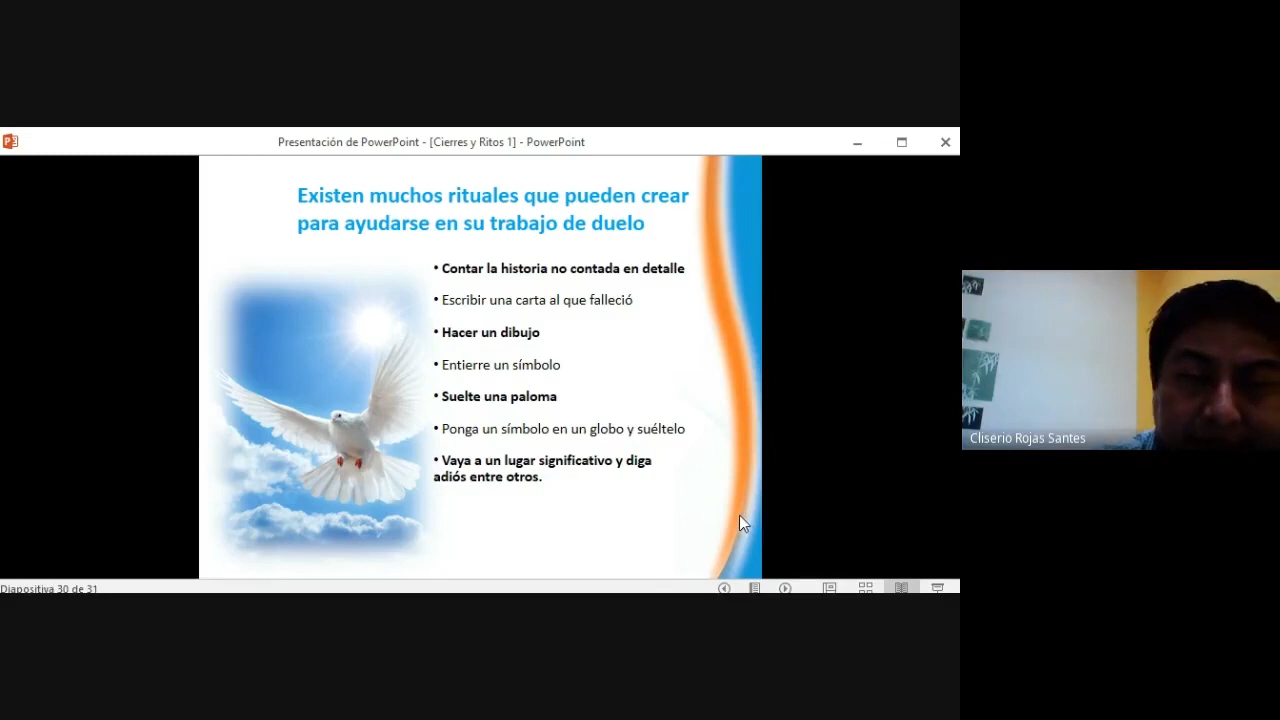 Presentación de PowerPoint - [Cierres y Ritos 1] - PowerPoint
Existen muchos rituales que pueden crear
para ayudarse en su trabajo de duelo
• Contar la historia no contada en detalle
• Escribir una carta al que falleció
• Hacer un dibujo
• Entierre un símbolo
• Suelte una paloma
• Ponga un símbolo en un globo y suéltelo
• Vaya a un lugar significativo y diga
adiós entre otros.
Cliserio Rojas Santes
Diapositiva 30 de 31